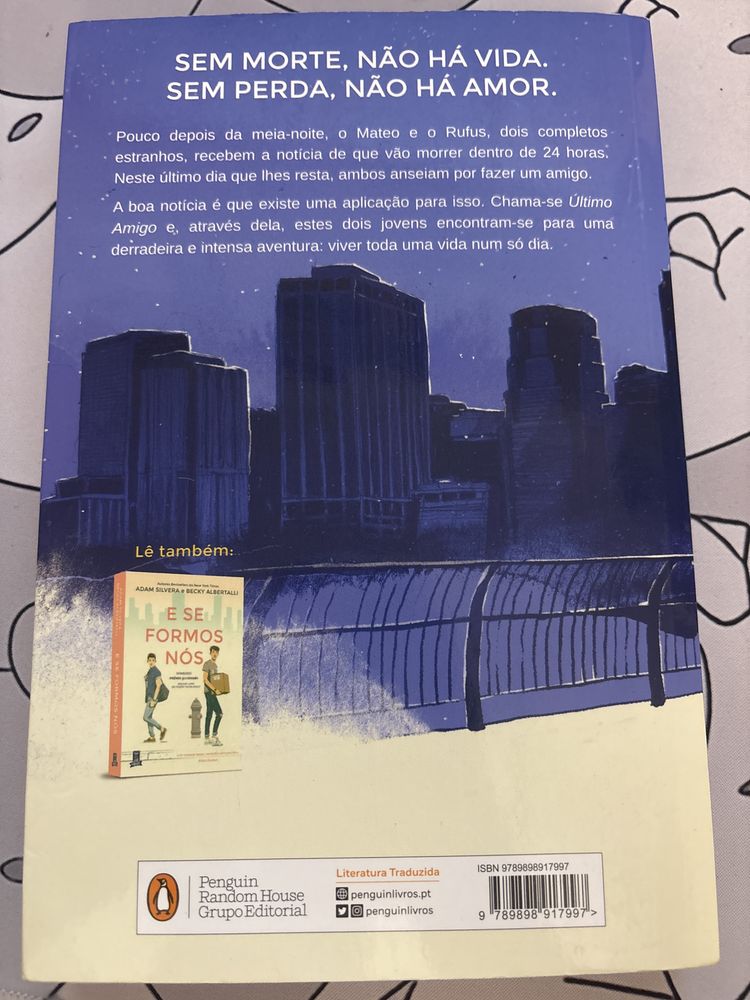 SEM MORTE, NÃO HÁ VIDA.
SEM PERDA, NÃO HÁ AMOR.
Pouco depois da meia-noite, o Mateo e o Rufus, dois completos
estranhos, recebem a notícia de que vão morrer dentro de 24 horas.
Neste último dia que lhes resta, ambos anseiam por fazer um amigo.
A boa notícia é que existe uma aplicação para isso. Chama-se Último
Amigo e, através dela, estes dois jovens encontram-se para uma
derradeira e intensa aventura: viver toda uma vida num só dia.
Lê também:
ADAM SILVERA e BECKY ALBERTALLI
E SE
FORMOS
NÓS
E SE FORMOS NÓS
Penguin
Random House
Grupo Editorial
Literatura Traduzida
penguinlivros.pt
penguinlivros
ISBN 9789898917997
9 789898 917997 >